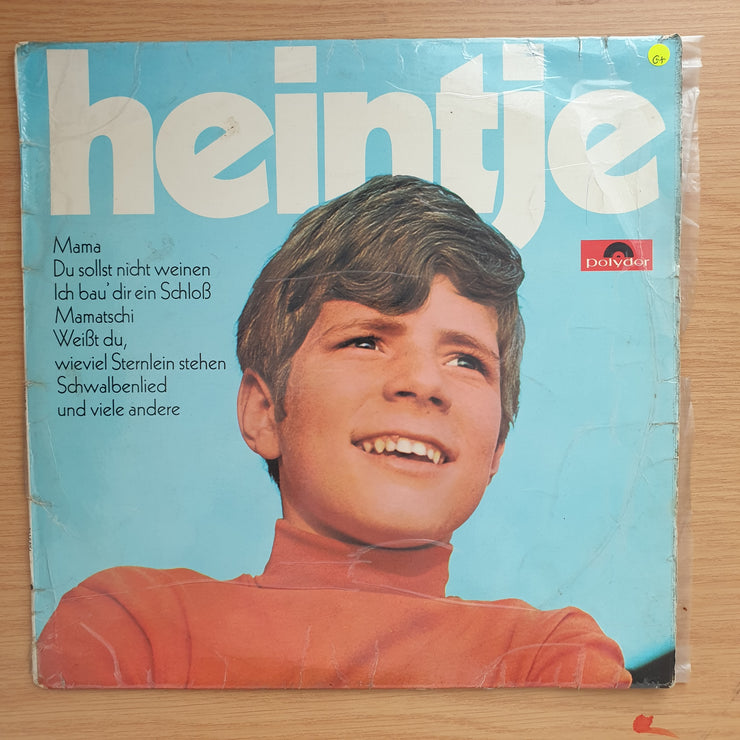 heintje
G+
Mama
Du sollst nicht weinen
Ich bau' dir ein Schloß
Mamatschi
Weißt du,
wieviel Sternlein stehen
Schwalbenlied
und viele andere
polydor